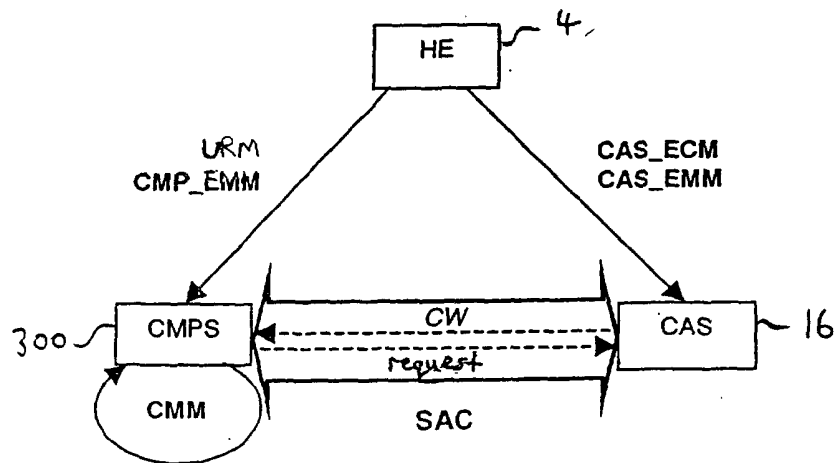 HE
4
URM
CMP_EMM
CAS_ECM
CAS_EMM
300
CMPS
CW
request
CAS
16
CMM
SAC